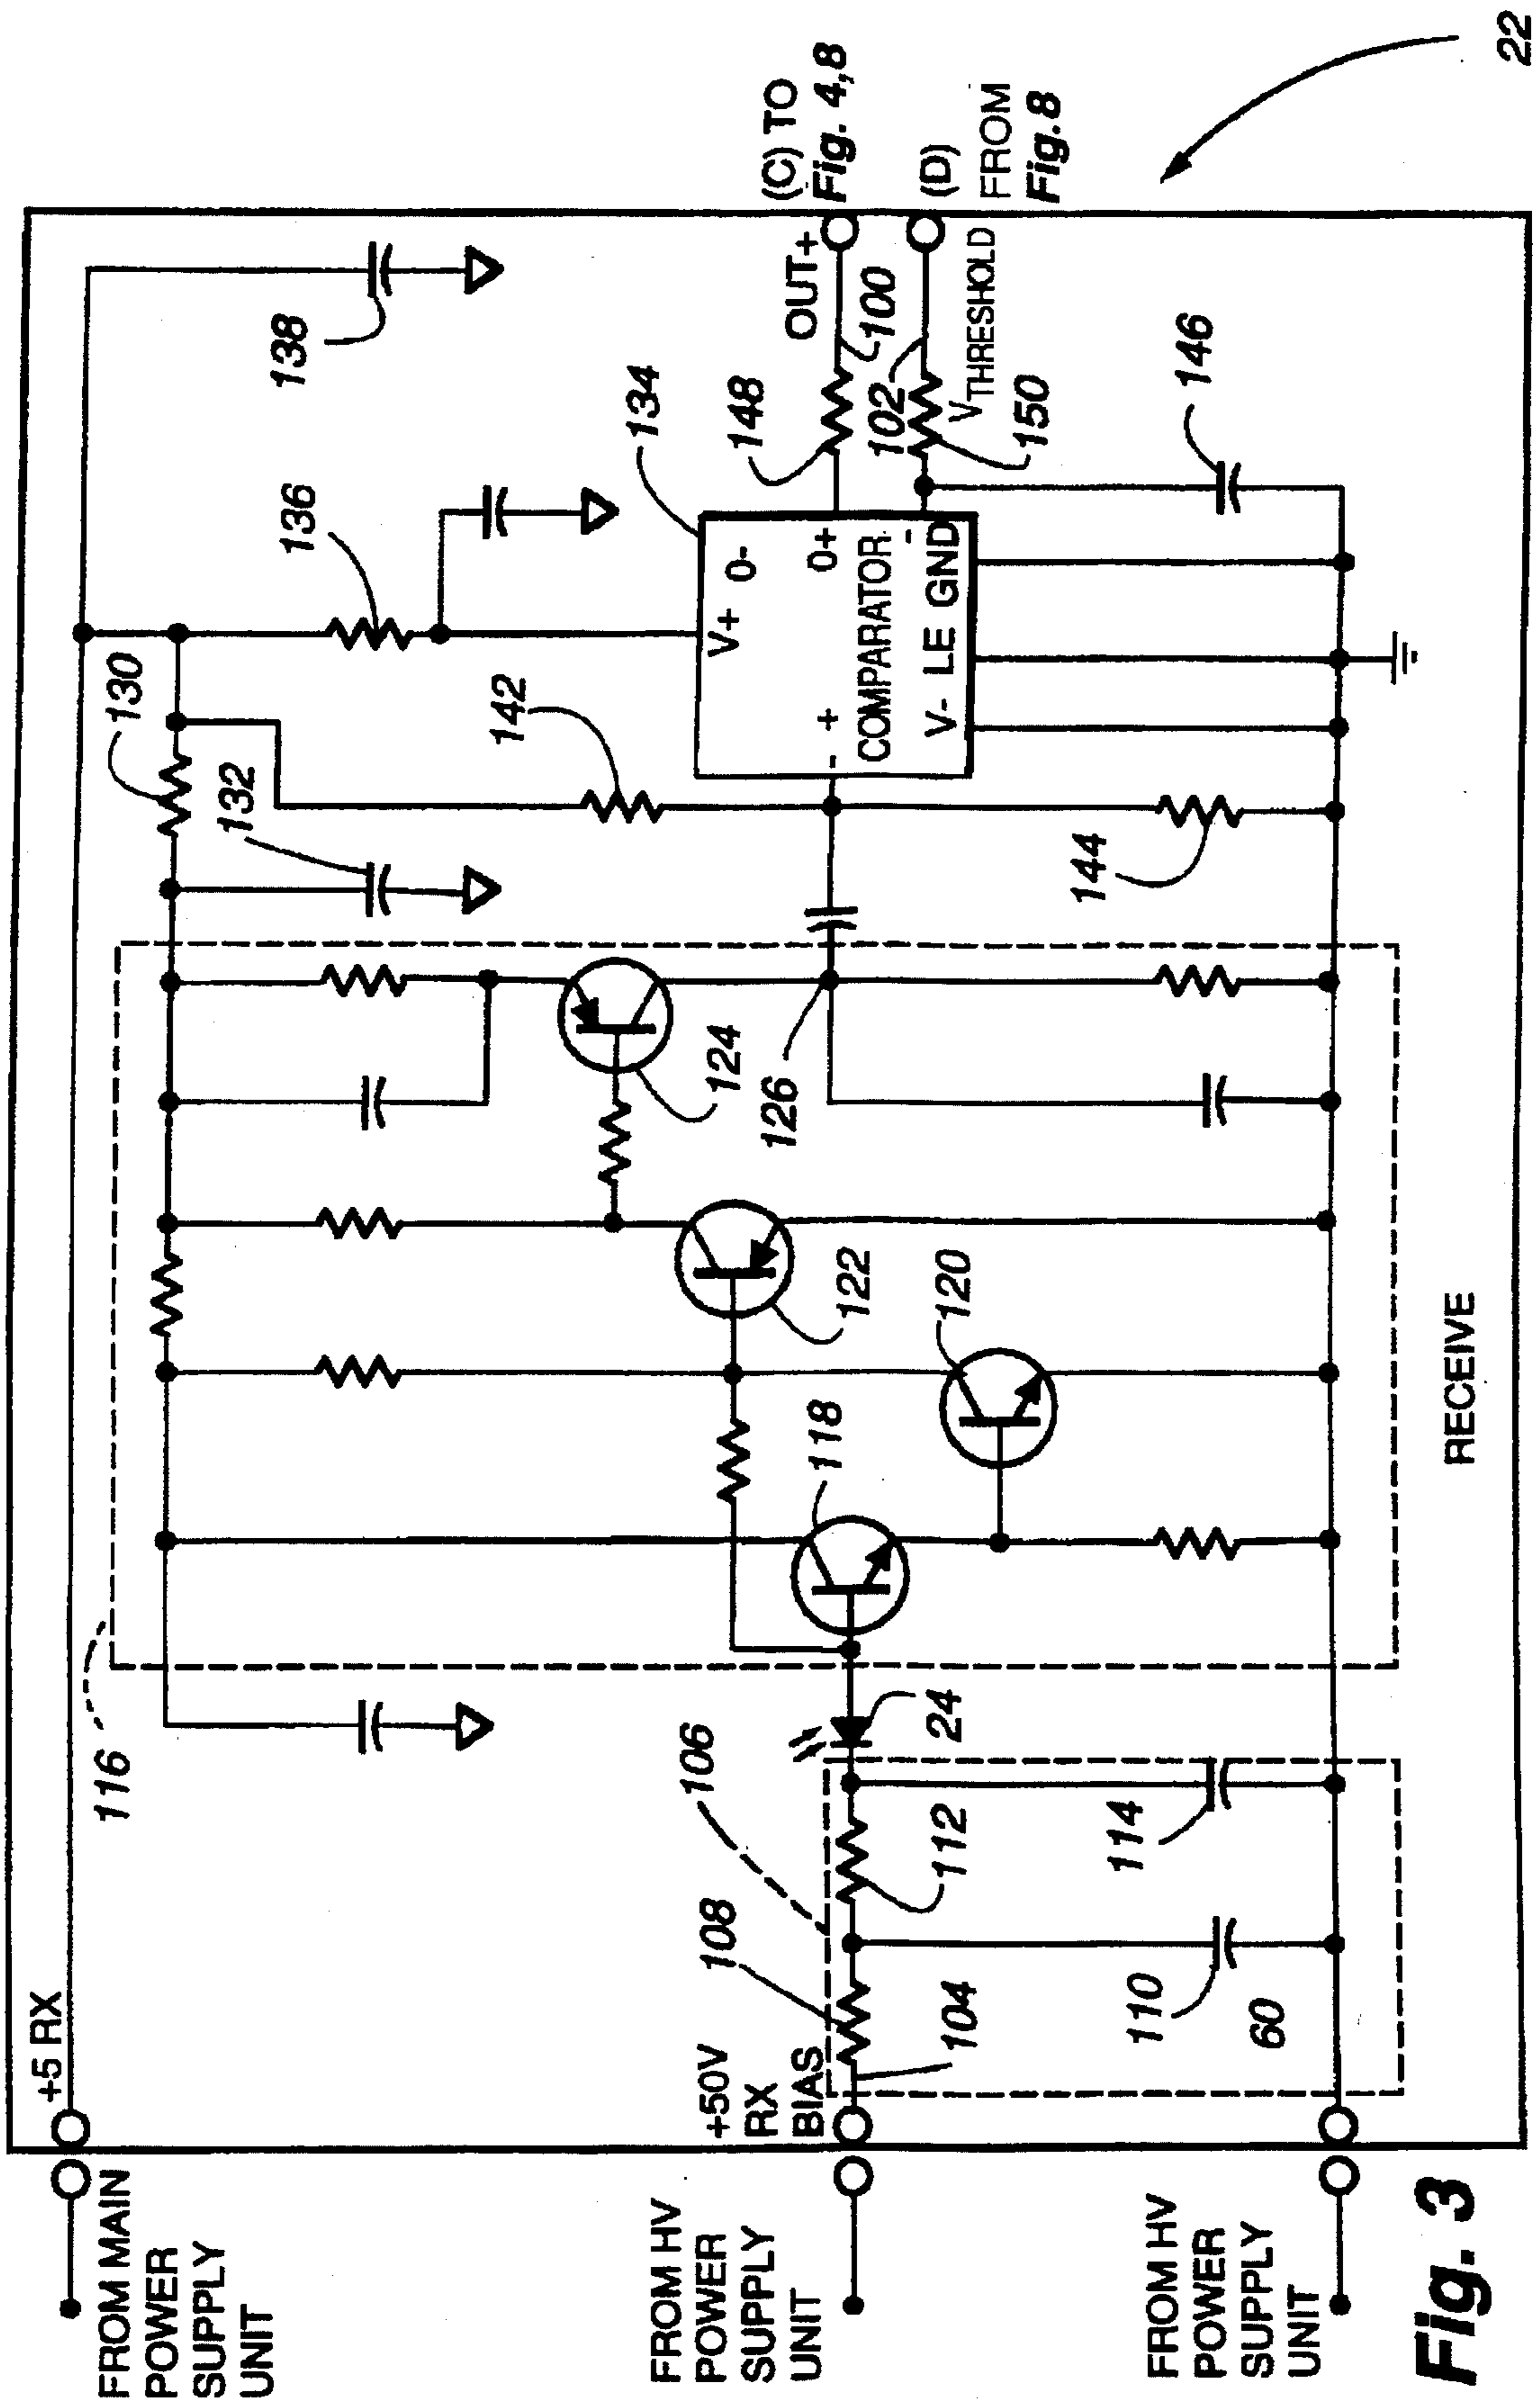 FROM MAIN
POWER
SUPPLY
UNIT
+5 RX
116
130
132
136
138
142
134
148
OUT+
(C) TO
Fig. 4,8
100
102
(D)
FROM
Fig.8
VTHRESHOLD
150
146
V+ O-
O+
- +
COMPARATOR
-
V- LE GND
144
124
126
122
120
118
24
106
112
114
108
104
110
60
+50V
RX
BIAS
FROM HV
POWER
SUPPLY
UNIT
FROM HV
POWER
SUPPLY
UNIT
RECEIVE
22
Fig. 3